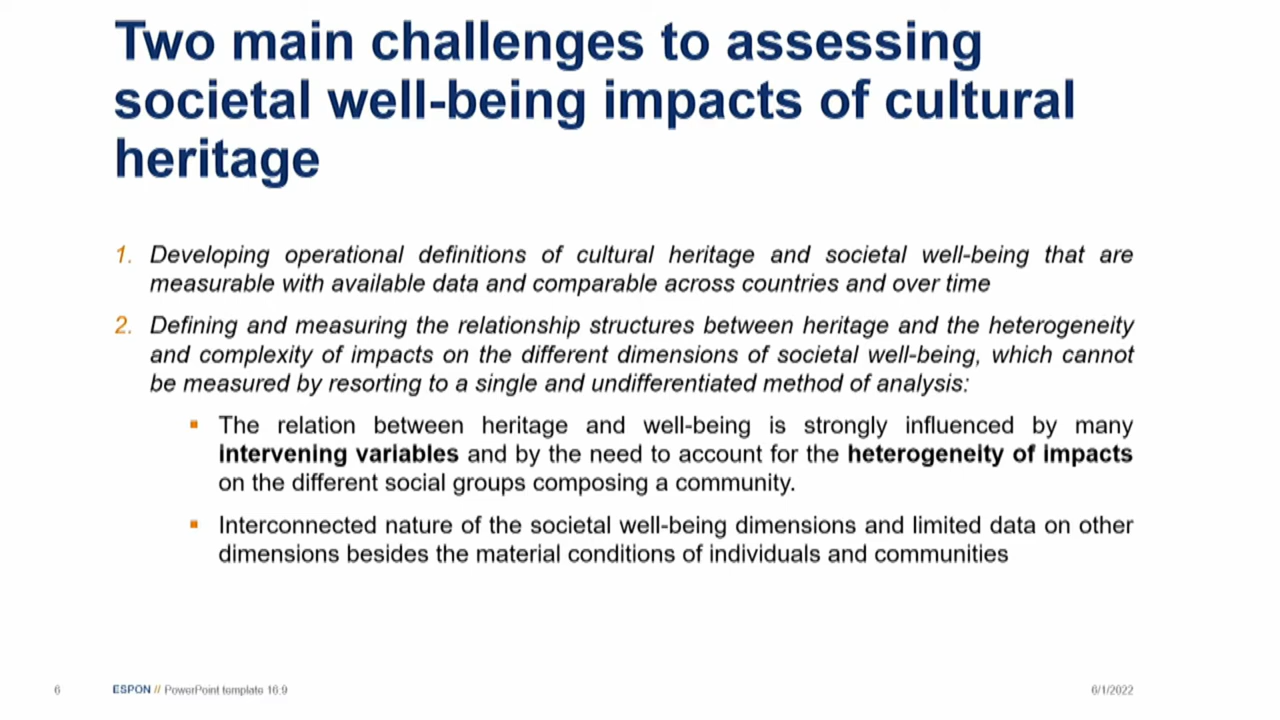 Two main challenges to assessing
societal well-being impacts of cultural
heritage
1. Developing operational definitions of cultural heritage and societal well-being that are
measurable with available data and comparable across countries and over time
2. Defining and measuring the relationship structures between heritage and the heterogeneity
and complexity of impacts on the different dimensions of societal well-being, which cannot
be measured by resorting to a single and undifferentiated method of analysis:
▪ The relation between heritage and well-being is strongly influenced by many
intervening variables and by the need to account for the heterogeneity of impacts
on the different social groups composing a community.
▪ Interconnected nature of the societal well-being dimensions and limited data on other
dimensions besides the material conditions of individuals and communities
6 ESPON // PowerPoint template 16:9 6/1/2022